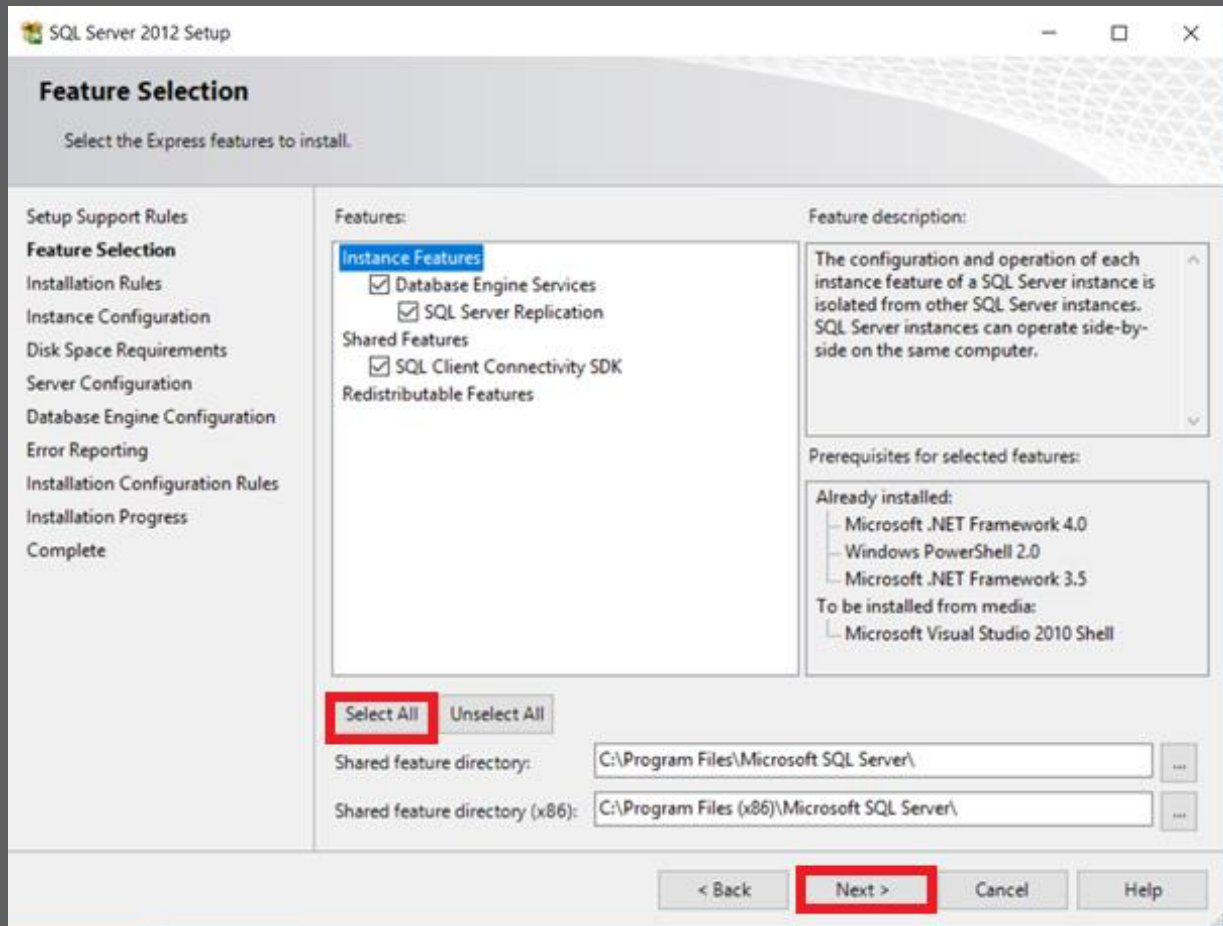 SQL Server 2012 Setup
Feature Selection
Select the Express features to install.
Setup Support Rules
Feature Selection
Installation Rules
Instance Configuration
Disk Space Requirements
Server Configuration
Database Engine Configuration
Error Reporting
Installation Configuration Rules
Installation Progress
Complete
Features:
Instance Features
Database Engine Services
SQL Server Replication
Shared Features
SQL Client Connectivity SDK
Redistributable Features
Feature description:
The configuration and operation of each
instance feature of a SQL Server instance is
isolated from other SQL Server instances.
SQL Server instances can operate side-by-
side on the same computer.
Prerequisites for selected features:
Already installed:
Microsoft .NET Framework 4.0
Windows PowerShell 2.0
Microsoft .NET Framework 3.5
To be installed from media:
Microsoft Visual Studio 2010 Shell
Select All Unselect All
Shared feature directory: C:\Program Files\Microsoft SQL Server\ ...
Shared feature directory (x86): C:\Program Files (x86)\Microsoft SQL Server\ ...
< Back Next > Cancel Help